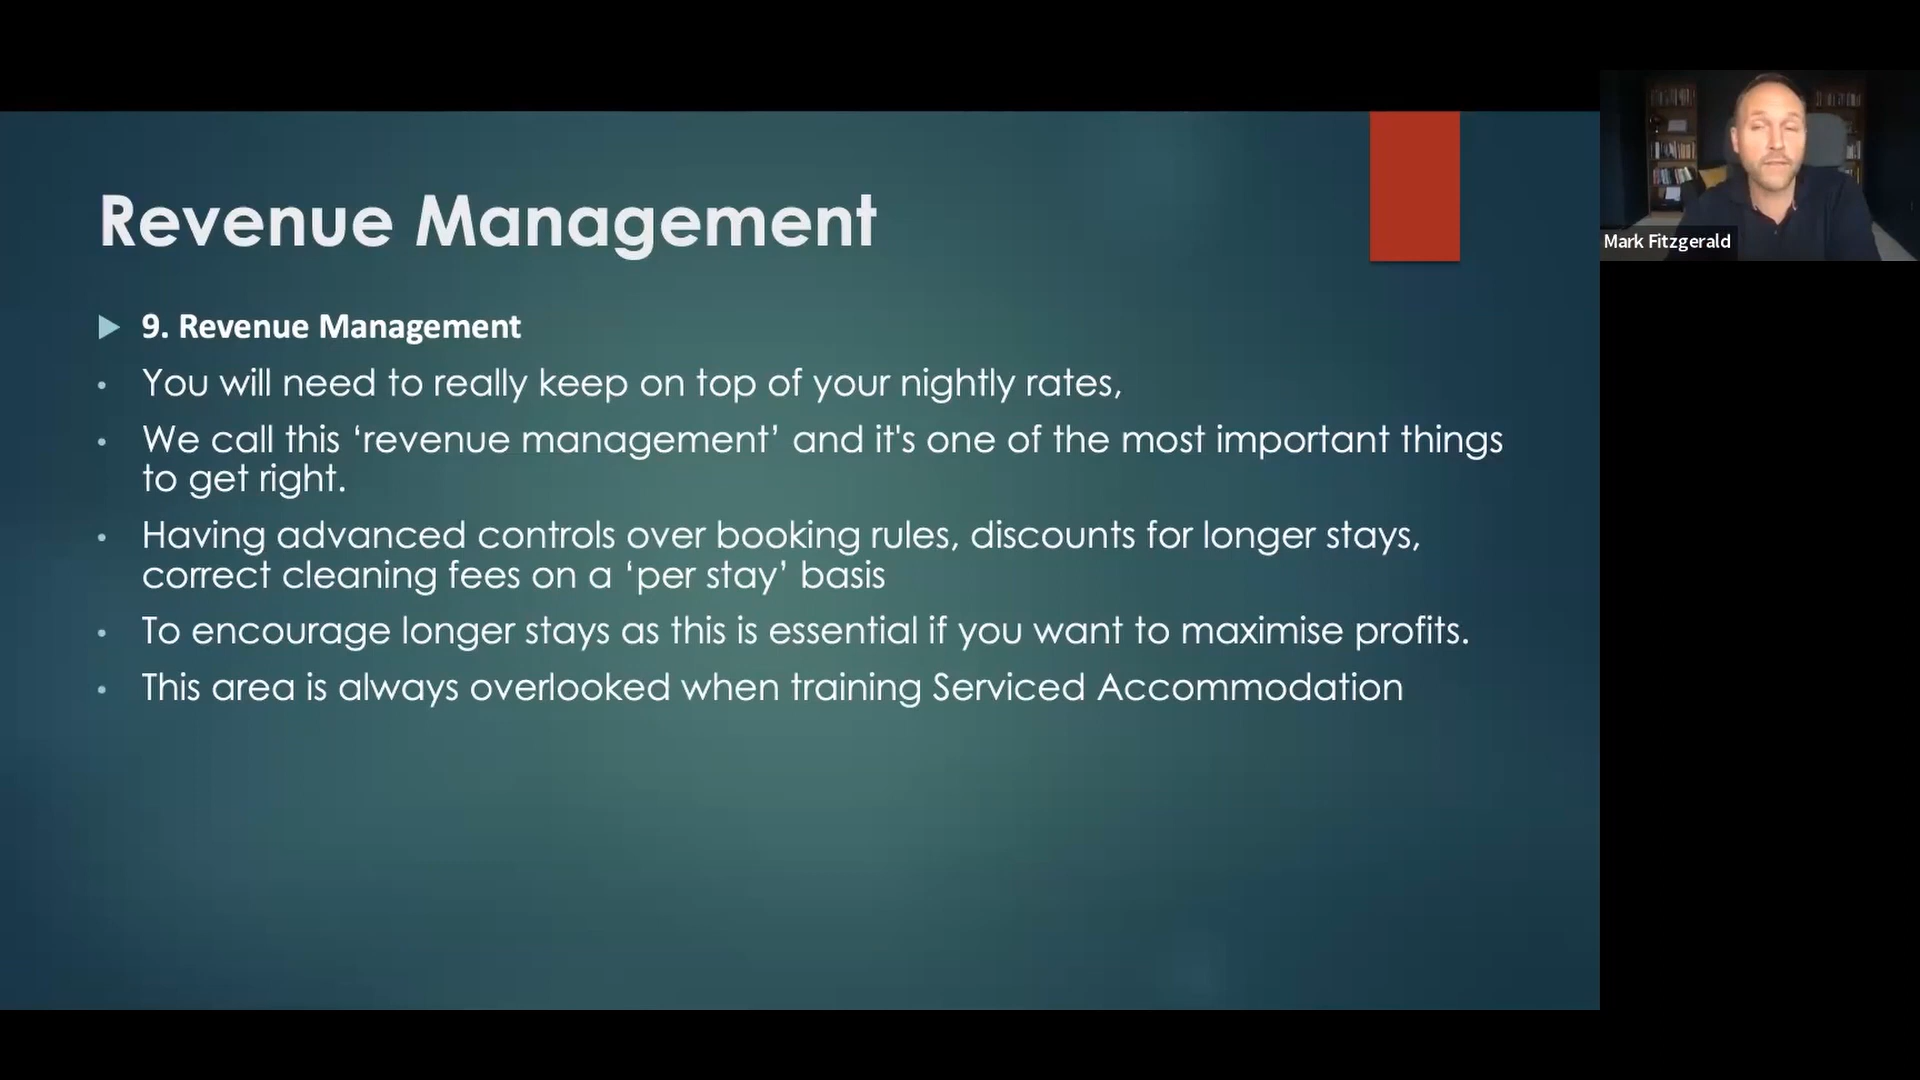 Revenue Management
9. Revenue Management
You will need to really keep on top of your nightly rates,
We call this ‘revenue management’ and it's one of the most important things
to get right.
Having advanced controls over booking rules, discounts for longer stays,
correct cleaning fees on a ‘per stay’ basis
To encourage longer stays as this is essential if you want to maximise profits.
This area is always overlooked when training Serviced Accommodation
Mark Fitzgerald